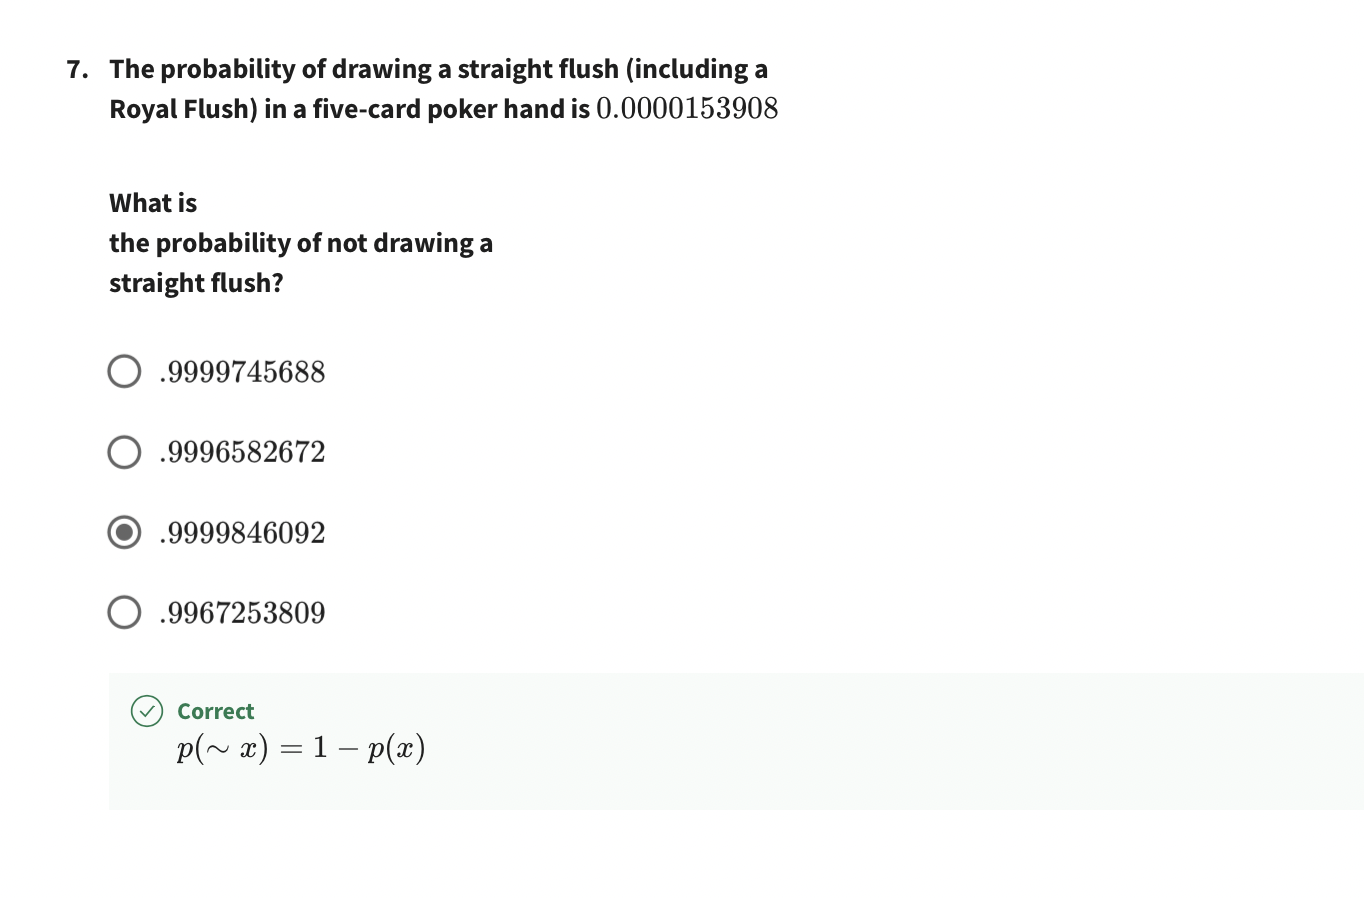 7. The probability of drawing a straight flush (including a
Royal Flush) in a five-card poker hand is 0.0000153908
What is
the probability of not drawing a
straight flush?
.9999745688
.9996582672
.9999846092
.9967253809
Correct
p(∼ x) = 1 − p(x)